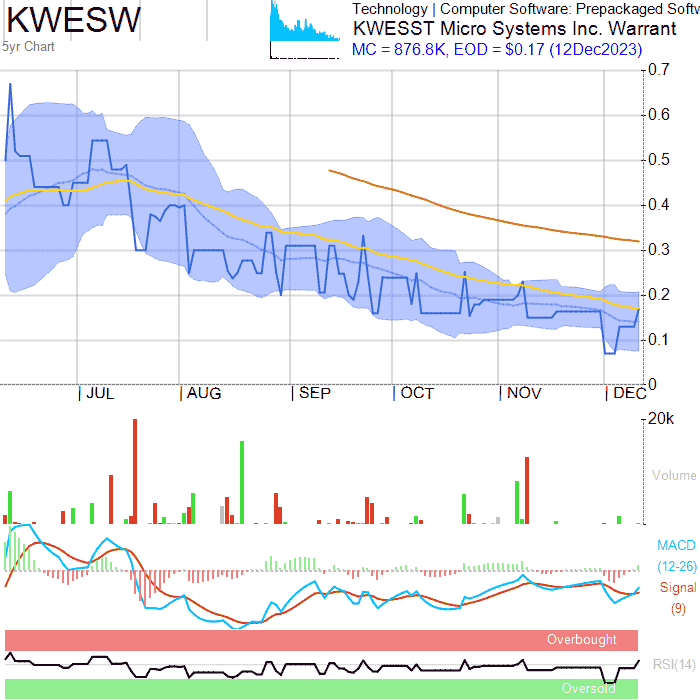 KWESW
5yr Chart
Technology | Computer Software: Prepackaged Softw
KWESST Micro Systems Inc. Warrant
MC = 876.8K, EOD = $0.17 (12Dec2023)
0.7
0.6
0.5
0.4
0.3
0.2
0.1
0
JUL AUG SEP OCT NOV DEC
20k
Volume
MACD
(12-26)
Signal
(9)
Overbought
RSI(14)
Oversold